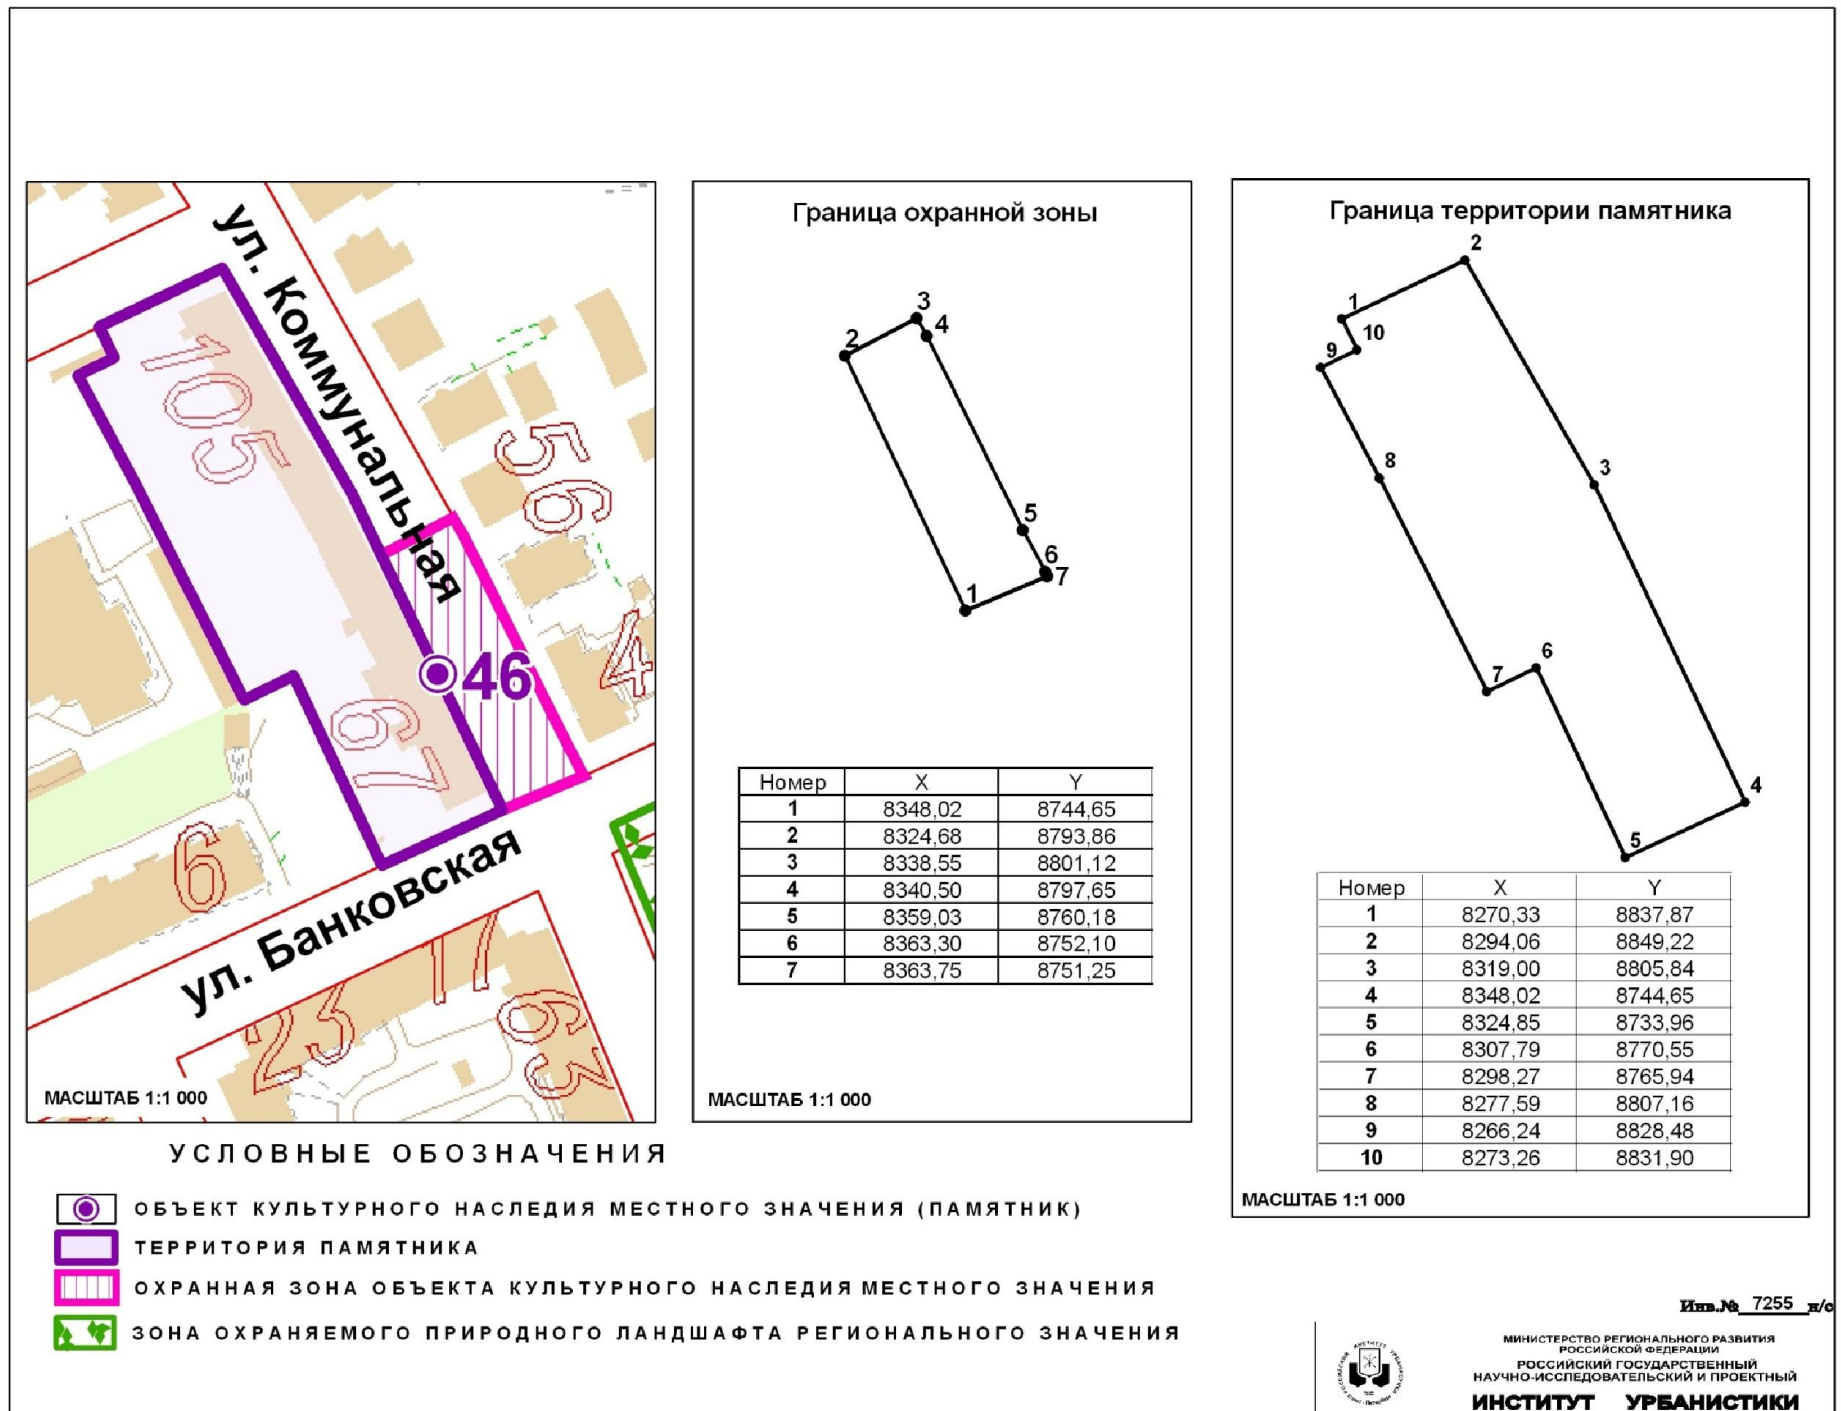 ул. Коммунальная
105
56
4
46
67
6
ул. Банковская
17
23
63
МАСШТАБ 1:1 000
Граница охранной зоны
3
4
2
5
6
7
1
Номер X Y
1 8348,02 8744,65
2 8324,68 8793,86
3 8338,55 8801,12
4 8340,50 8797,65
5 8359,03 8760,18
6 8363,30 8752,10
7 8363,75 8751,25
МАСШТАБ 1:1 000
Граница территории памятника
2
1
10
9
8
3
6
7
4
5
Номер X Y
1 8270,33 8837,87
2 8294,06 8849,22
3 8319,00 8805,84
4 8348,02 8744,65
5 8324,85 8733,96
6 8307,79 8770,55
7 8298,27 8765,94
8 8277,59 8807,16
9 8266,24 8828,48
10 8273,26 8831,90
МАСШТАБ 1:1 000
УСЛОВНЫЕ ОБОЗНАЧЕНИЯ
ОБЪЕКТ КУЛЬТУРНОГО НАСЛЕДИЯ МЕСТНОГО ЗНАЧЕНИЯ (ПАМЯТНИК)
ТЕРРИТОРИЯ ПАМЯТНИКА
ОХРАННАЯ ЗОНА ОБЪЕКТА КУЛЬТУРНОГО НАСЛЕДИЯ МЕСТНОГО ЗНАЧЕНИЯ
ЗОНА ОХРАНЯЕМОГО ПРИРОДНОГО ЛАНДШАФТА РЕГИОНАЛЬНОГО ЗНАЧЕНИЯ
Инв.№ 7255 н/с
МИНИСТЕРСТВО РЕГИОНАЛЬНОГО РАЗВИТИЯ
РОССИЙСКОЙ ФЕДЕРАЦИИ
РОССИЙСКИЙ ГОСУДАРСТВЕННЫЙ
НАУЧНО-ИССЛЕДОВАТЕЛЬСКИЙ И ПРОЕКТНЫЙ
ИНСТИТУТ УРБАНИСТИКИ